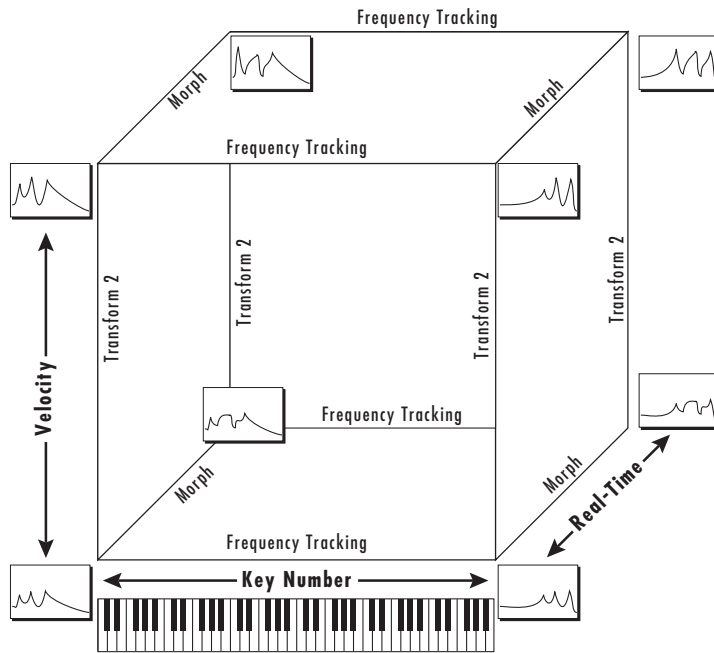 Frequency Tracking
Morph
Morph
Frequency Tracking
Transform 2
Transform 2
Transform 2
Transform 2
Velocity
Frequency Tracking
Morph
Morph
Real-Time
Frequency Tracking
Key Number